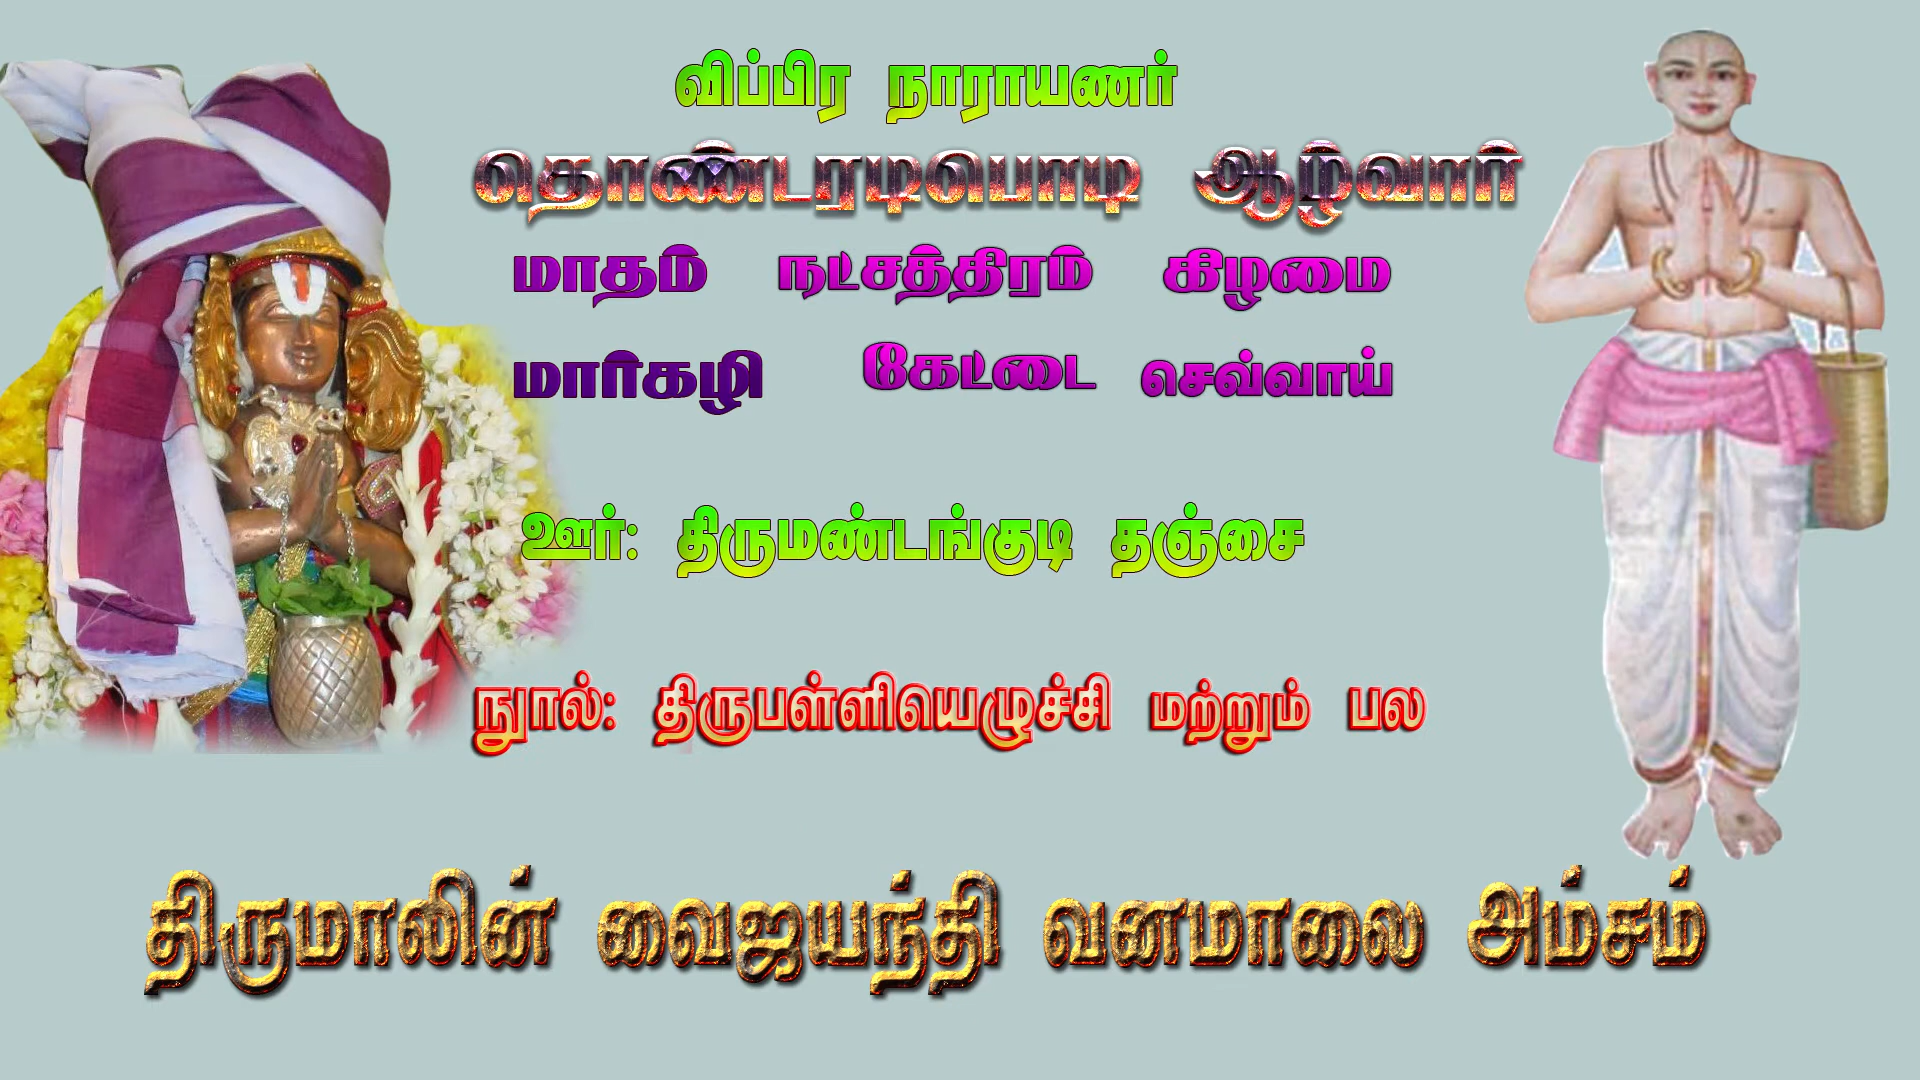 விப்பிர நாராயணர்
தொண்டரடிபொடி ஆழ்வார்
மாதம் நட்சத்திரம் கிழமை
மார்கழி கேட்டை செவ்வாய்
ஊர்: திருமண்டங்குடி தஞ்சை
நூல்: திருபள்ளியெழுச்சி மற்றும் பல
திருமாலின் வைஜயந்தி வனமாலை அம்சம்